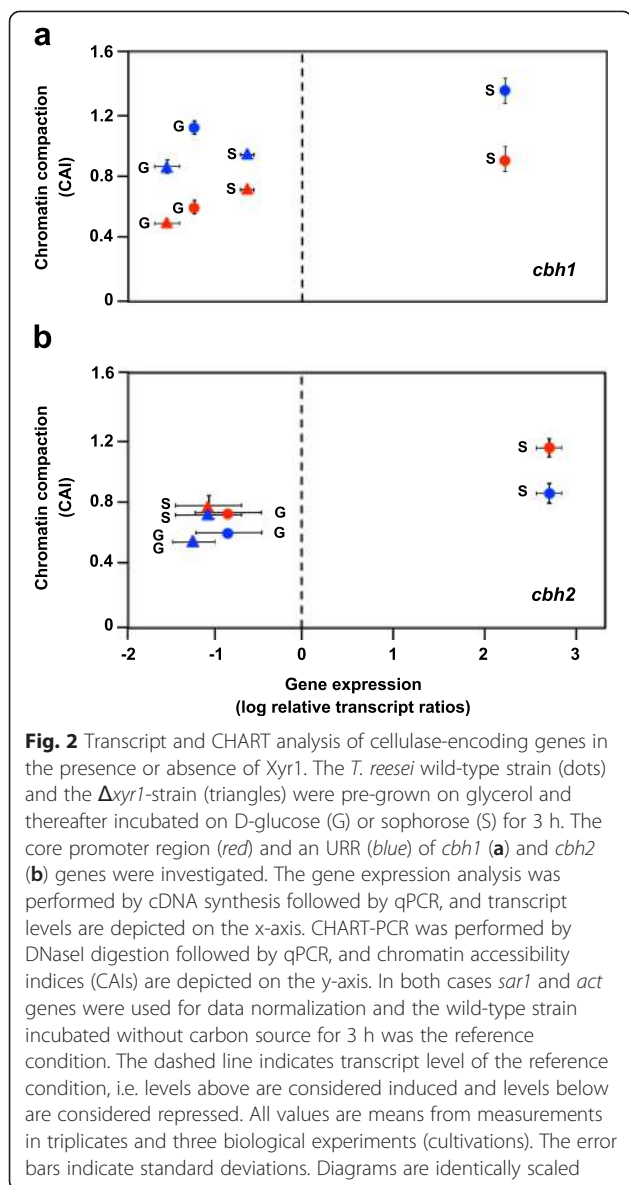 a
1.6
1.2
0.8
0.4
0
Chromatin compaction
(CAI)
G
S
G
S
G
G
S
S
cbh1
b
1.6
1.2
0.8
0.4
0
Chromatin compaction
(CAI)
S
S
S
G
S
G
G
G
cbh2
-2 -1 0 1 2 3
Gene expression
(log relative transcript ratios)
Fig. 2 Transcript and CHART analysis of cellulase-encoding genes in
the presence or absence of Xyr1. The T. reesei wild-type strain (dots)
and the Δxyr1-strain (triangles) were pre-grown on glycerol and
thereafter incubated on D-glucose (G) or sophorose (S) for 3 h. The
core promoter region (red) and an URR (blue) of cbh1 (a) and cbh2
(b) genes were investigated. The gene expression analysis was
performed by cDNA synthesis followed by qPCR, and transcript
levels are depicted on the x-axis. CHART-PCR was performed by
DNaseI digestion followed by qPCR, and chromatin accessibility
indices (CAIs) are depicted on the y-axis. In both cases sar1 and act
genes were used for data normalization and the wild-type strain
incubated without carbon source for 3 h was the reference
condition. The dashed line indicates transcript level of the reference
condition, i.e. levels above are considered induced and levels below
are considered repressed. All values are means from measurements
in triplicates and three biological experiments (cultivations). The error
bars indicate standard deviations. Diagrams are identically scaled